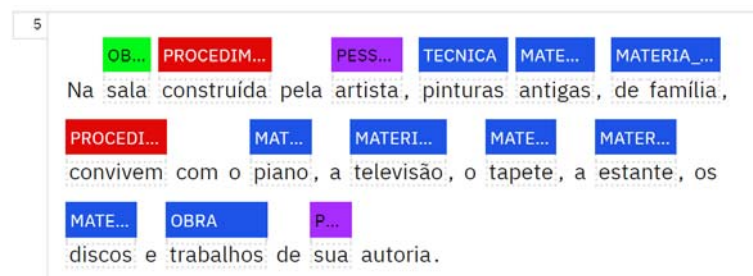 5
OB... PROCEDIM... PESS... TECNICA MATE... MATERIA_...
Na sala construída pela artista, pinturas antigas, de família,
PROCEDI... MAT... MATERI... MATE... MATER...
convivem com o piano, a televisão, o tapete, a estante, os
MATE... OBRA P...
discos e trabalhos de sua autoria.